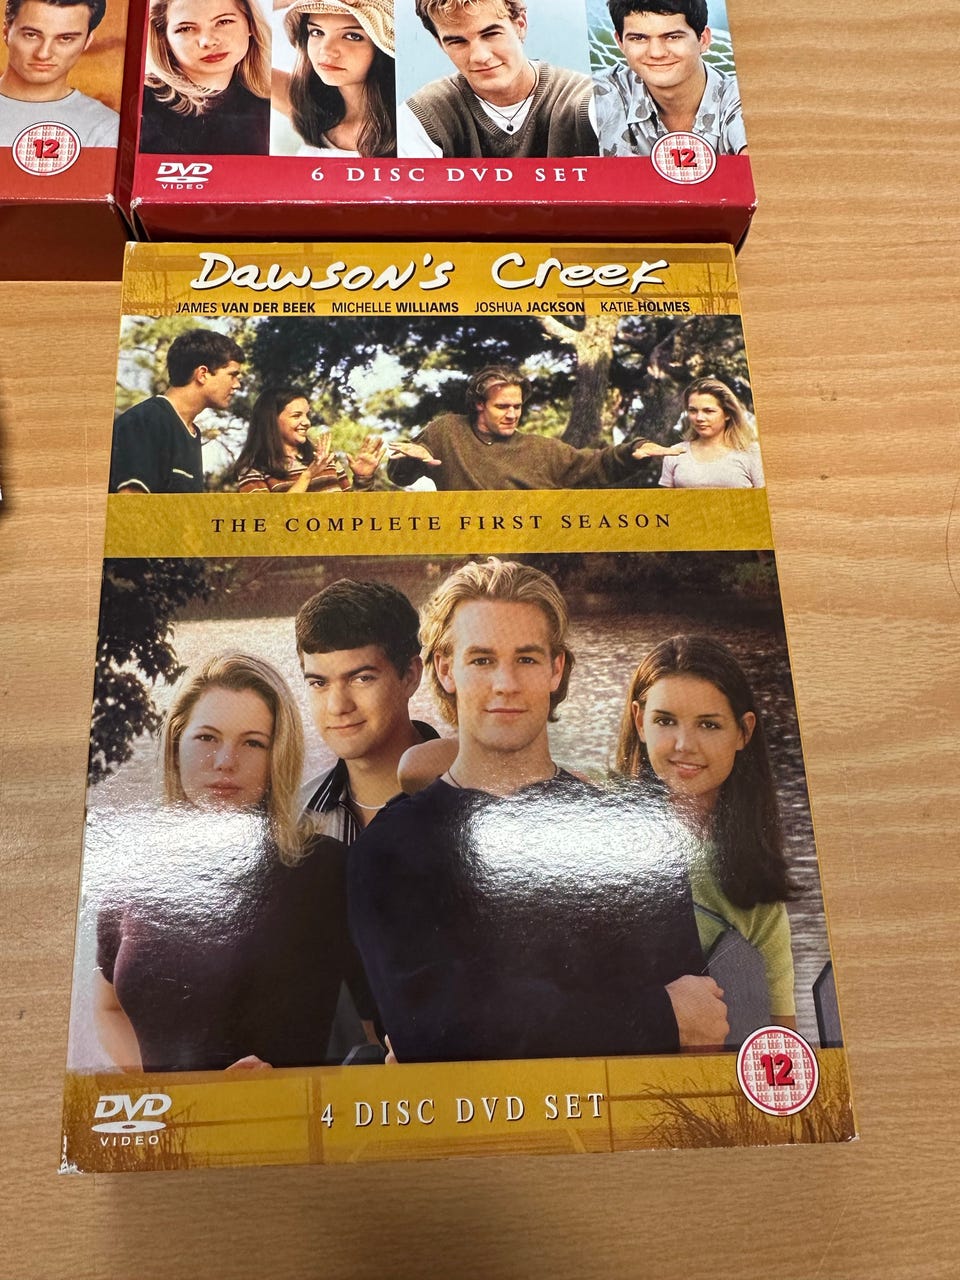 12
DVD
VIDEO
6 DISC DVD SET
12
Dawson's Creek
JAMES VAN DER BEEK MICHELLE WILLIAMS JOSHUA JACKSON KATIE HOLMES
THE COMPLETE FIRST SEASON
DVD
VIDEO
4 DISC DVD SET
12